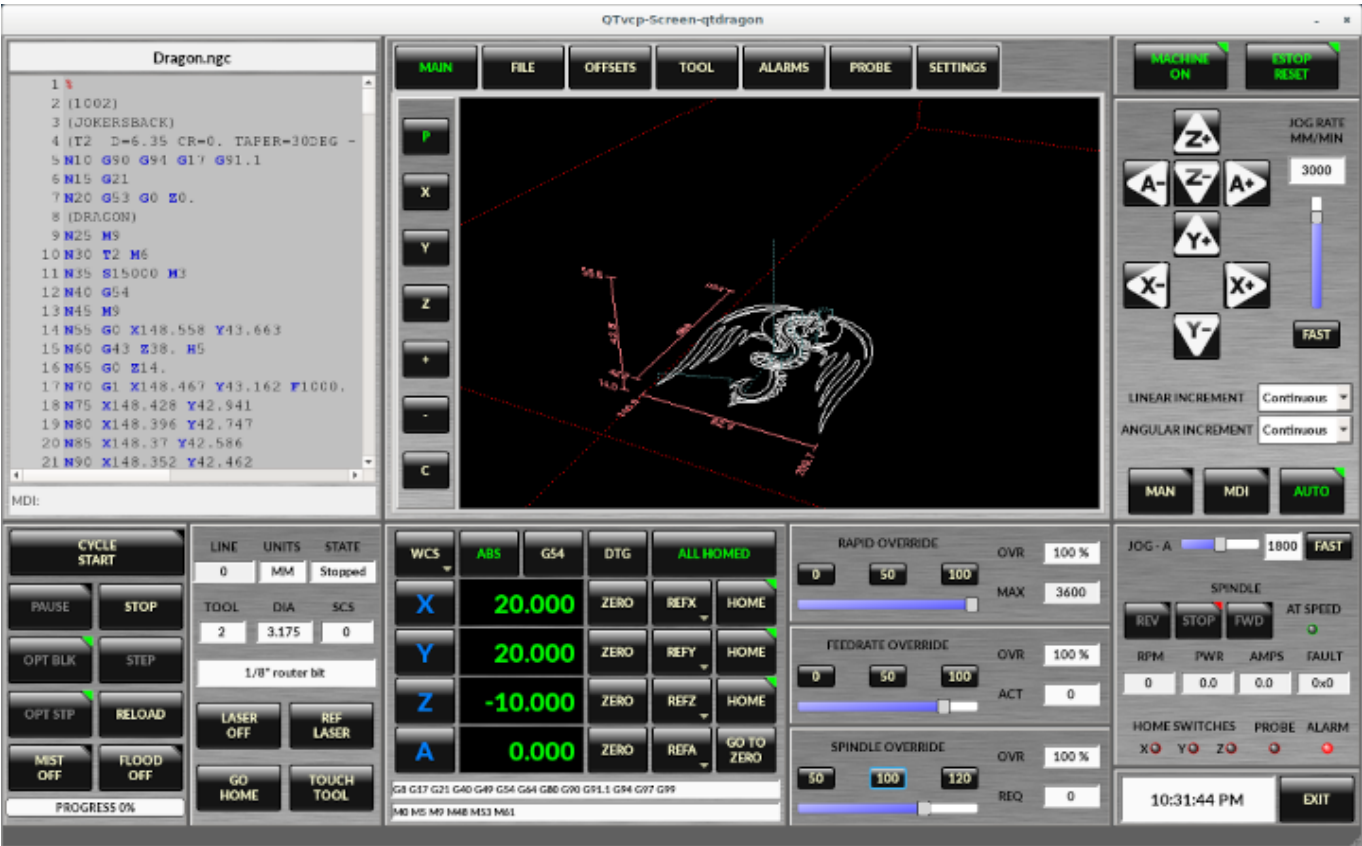 QTvcp-Screen-qtdragon
Dragon.ngc
1 %
2 (1002)
3 (JOKERSBACK)
4 (T2 D=6.35 CR=0. TAPER=30DEG -
5 N10 G90 G94 G17 G91.1
6 N15 G21
7 N20 G53 G0 Z0.
8 (DRAGON)
9 N25 M9
10 N30 T2 M6
11 N35 S15000 M3
12 N40 G54
13 N45 M9
14 N55 G0 X148.558 Y43.663
15 N60 G43 Z38. H5
16 N65 G0 Z14.
17 N70 G1 X148.467 Y43.162 F1000.
18 N75 X148.428 Y42.941
19 N80 X148.396 Y42.747
20 N85 X148.37 Y42.586
21 N90 X148.352 Y42.462
MDI:
MAIN FILE OFFSETS TOOL ALARMS PROBE SETTINGS
P
X
Y
Z
+
-
C
MACHINE
ON
ESTOP
RESET
Z+
A- Z- A+
Y+
X- X+
Y-
JOG RATE
MM/MIN
3000
FAST
LINEAR INCREMENT Continuous
ANGULAR INCREMENT Continuous
MAN MDI AUTO
CYCLE
START
PAUSE STOP
OPT BLK STEP
OPT STP RELOAD
MIST
OFF
FLOOD
OFF
PROGRESS 0%
LINE UNITS STATE
0 MM Stopped
TOOL DIA SCS
2 3.175 0
1/8" router bit
LASER
OFF
REF
LASER
GO
HOME
TOUCH
TOOL
WCS ABS G54 DTG ALL HOMED
X 20.000 ZERO REFX HOME
Y 20.000 ZERO REFY HOME
Z -10.000 ZERO REFZ HOME
A 0.000 ZERO REFA GO TO
ZERO
G8 G17 G21 G40 G49 G54 G64 G80 G90 G91.1 G94 G97 G99
M0 M5 M9 M48 M53 M61
RAPID OVERRIDE
0 50 100
OVR 100 %
MAX 3600
FEEDRATE OVERRIDE
0 50 100
OVR 100 %
ACT 0
SPINDLE OVERRIDE
50 100 120
OVR 100 %
REQ 0
JOG - A 1800 FAST
SPINDLE
REV STOP FWD
AT SPEED
RPM PWR AMPS FAULT
0 0.0 0.0 0x0
HOME SWITCHES PROBE ALARM
X Y Z
10:31:44 PM EXIT